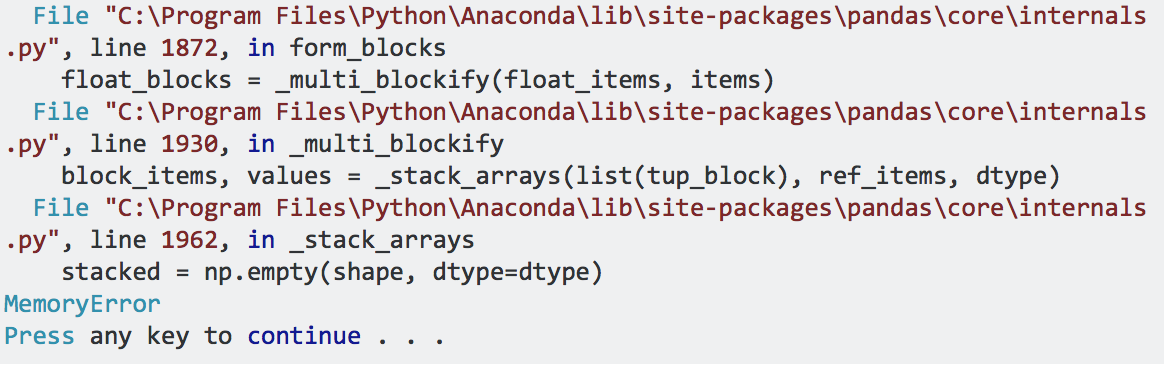 File "C:\Program Files\Python\Anaconda\lib\site-packages\pandas\core\internals
.py", line 1872, in form_blocks
float_blocks = _multi_blockify(float_items, items)
File "C:\Program Files\Python\Anaconda\lib\site-packages\pandas\core\internals
.py", line 1930, in _multi_blockify
block_items, values = _stack_arrays(list(tup_block), ref_items, dtype)
File "C:\Program Files\Python\Anaconda\lib\site-packages\pandas\core\internals
.py", line 1962, in _stack_arrays
stacked = np.empty(shape, dtype=dtype)
MemoryError
Press any key to continue . . .